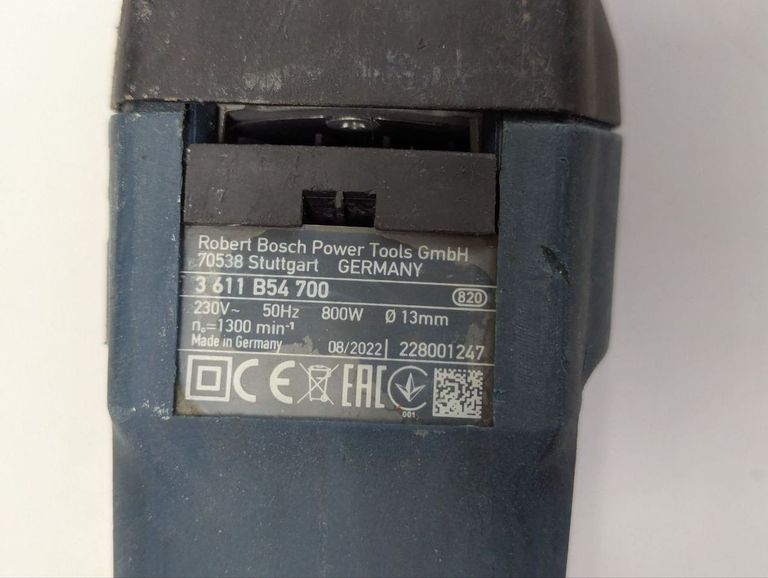 Robert Bosch Power Tools GmbH
70538 Stuttgart GERMANY
3 611 B54 700 820
230V~ 50Hz 800W Ø 13mm
n₀=1300 min⁻¹
Made in Germany 08/2022 228001247
CE EAC
001